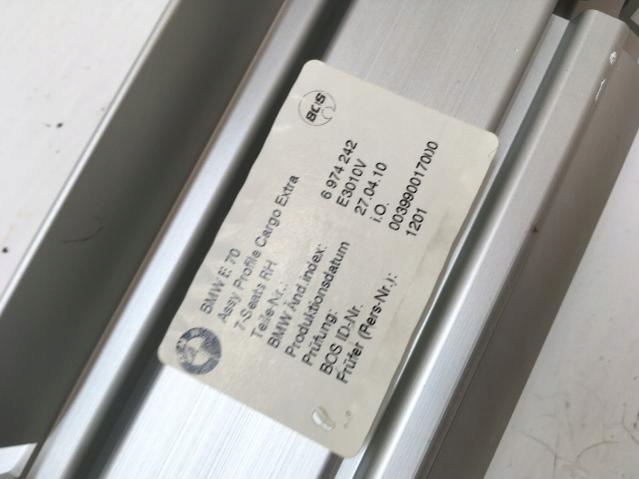 BOS
BMW E 70
Assy Profile Cargo Extra
7-Seats RH
Teile-Nr.: 6 974 242
BMW Änd.index: E3010V
Produktionsdatum 27.04.10
Prüfung: i.O.
BOS ID-Nr. 003990017000
Prüfer (Pers-Nr.): 1201